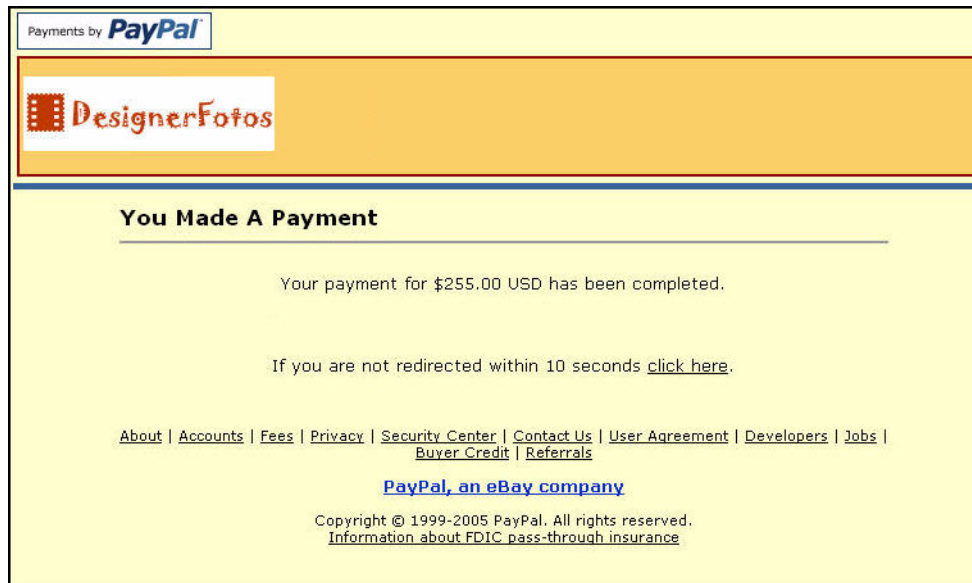 Payments by PayPal
DesignerFotos
You Made A Payment
Your payment for $255.00 USD has been completed.
If you are not redirected within 10 seconds click here.
About | Accounts | Fees | Privacy | Security Center | Contact Us | User Agreement | Developers | Jobs |
Buyer Credit | Referrals
PayPal, an eBay company
Copyright © 1999-2005 PayPal. All rights reserved.
Information about FDIC pass-through insurance